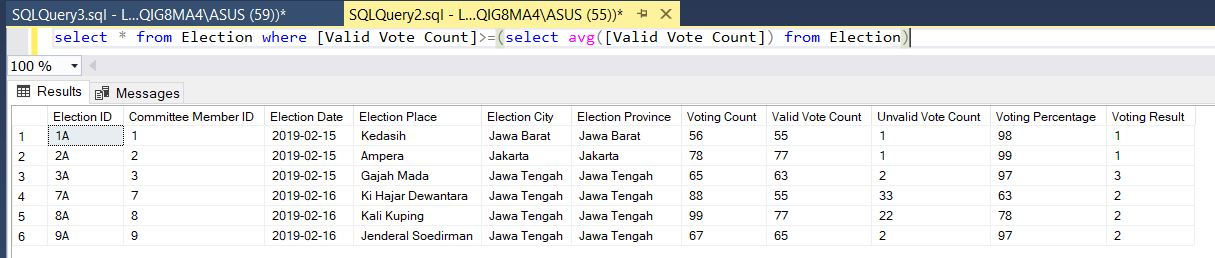 SQLQuery3.sql - L...QIG8MA4\ASUS (59))* SQLQuery2.sql - L...QIG8MA4\ASUS (55))*
select * from Election where [Valid Vote Count]>=(select avg([Valid Vote Count]) from Election)
100 %
Results Messages
Election ID Committee Member ID Election Date Election Place Election City Election Province Voting Count Valid Vote Count Unvalid Vote Count Voting Percentage Voting Result
1 1A 1 2019-02-15 Kedasih Jawa Barat Jawa Barat 56 55 1 98 1
2 2A 2 2019-02-15 Ampera Jakarta Jakarta 78 77 1 99 1
3 3A 3 2019-02-15 Gajah Mada Jawa Tengah Jawa Tengah 65 63 2 97 3
4 7A 7 2019-02-16 Ki Hajar Dewantara Jawa Tengah Jawa Tengah 88 55 33 63 2
5 8A 8 2019-02-16 Kali Kuping Jawa Tengah Jawa Tengah 99 77 22 78 2
6 9A 9 2019-02-16 Jenderal Soedirman Jawa Tengah Jawa Tengah 67 65 2 97 2